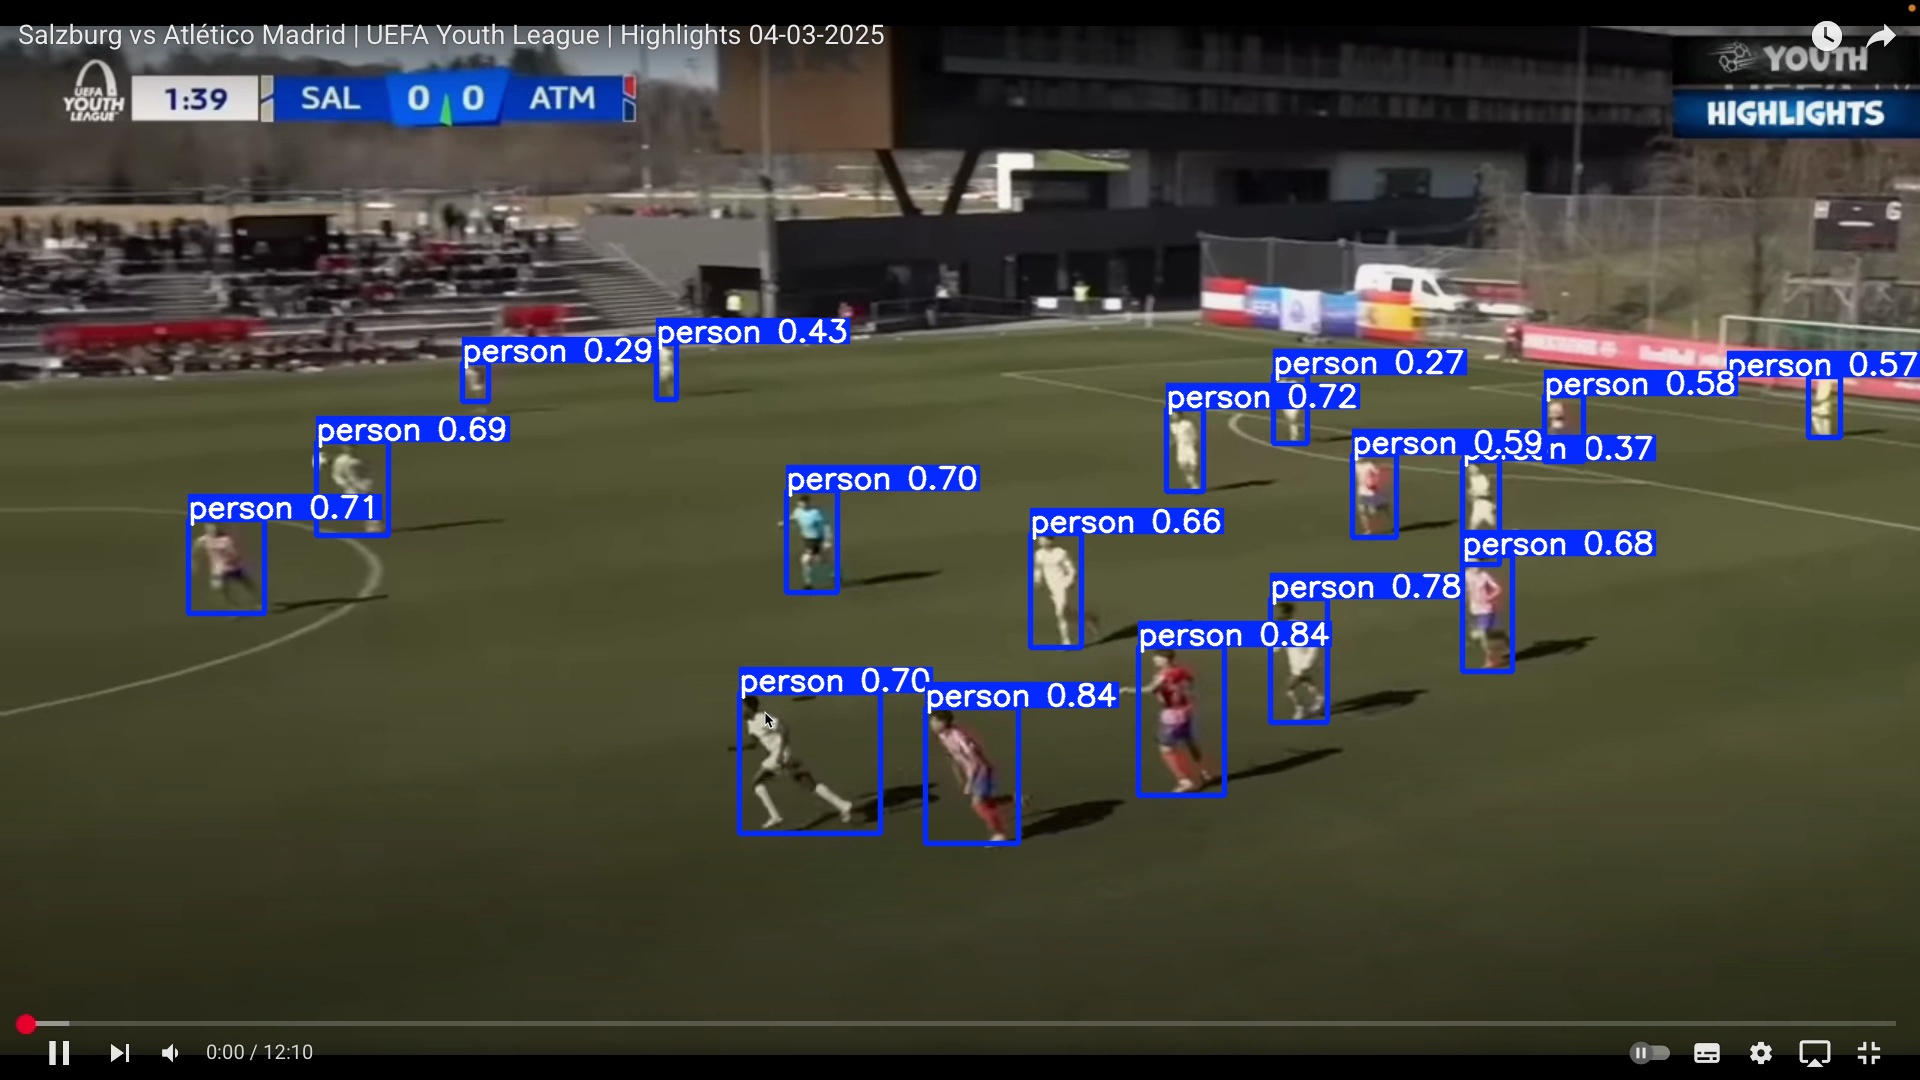 Salzburg vs Atlético Madrid | UEFA Youth League | Highlights 04-03-2025
YOUTH
HIGHLIGHTS
UEFA
YOUTH
LEAGUE
1:39 SAL 0 0 ATM
person 0.43
person 0.29
person 0.27
person 0.57
person 0.58
person 0.72
person 0.69
person 0.59
0.37
person 0.70
person 0.71
person 0.66
person 0.68
person 0.78
person 0.84
person 0.70
person 0.84
0:00 / 12:10